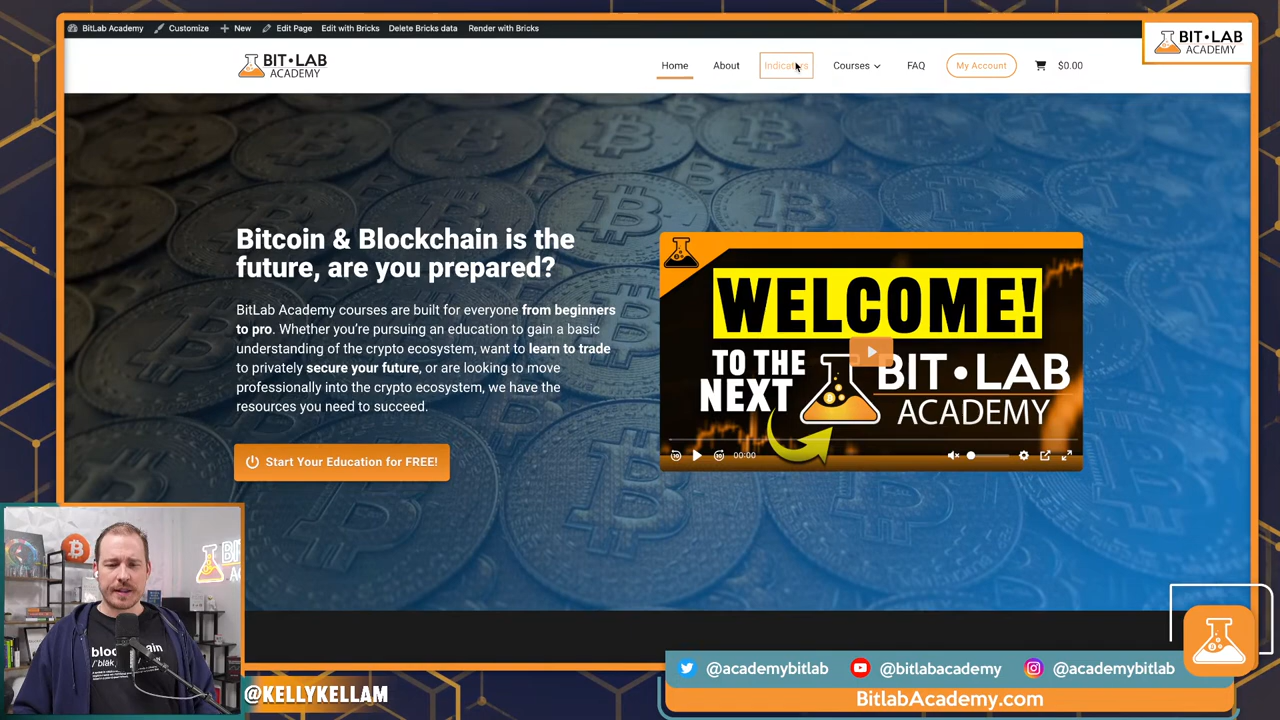 BitLab Academy Customize New Edit Page Edit with Bricks Delete Bricks data Render with Bricks
BIT•LAB
ACADEMY
BIT•LAB
ACADEMY
Home About Indicators Courses FAQ My Account $0.00
Bitcoin & Blockchain is the
future, are you prepared?
BitLab Academy courses are built for everyone from beginners
to pro. Whether you’re pursuing an education to gain a basic
understanding of the crypto ecosystem, want to learn to trade
to privately secure your future, or are looking to move
professionally into the crypto ecosystem, we have the
resources you need to succeed.
Start Your Education for FREE!
WELCOME!
TO THE
NEXT
BIT•LAB
ACADEMY
10 10 00:00
@KELLYKELLAM
@academybitlab @bitlabacademy @academybitlab
BitlabAcademy.com